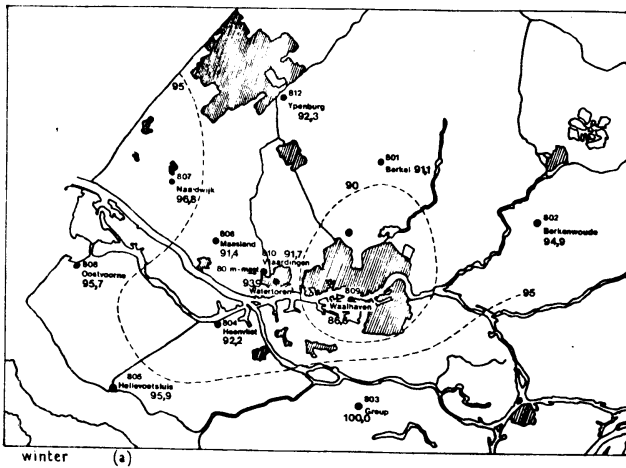 95
812
Ypenburg
92,3
801
Berkel 91,1
807
Naaldwijk
96,8
90
802
Berkenwoude
94,9
808
Maasland
91,4
810 91,7
Vlaardingen
80 m-mast
93,9
Watertoren
806
Oostvoorne
95,7
809
Waalhaven
86,6
95
804
Heenvliet
92,2
805
Hellevoetsluis
95,9
803
Greup
100,0
winter (a)